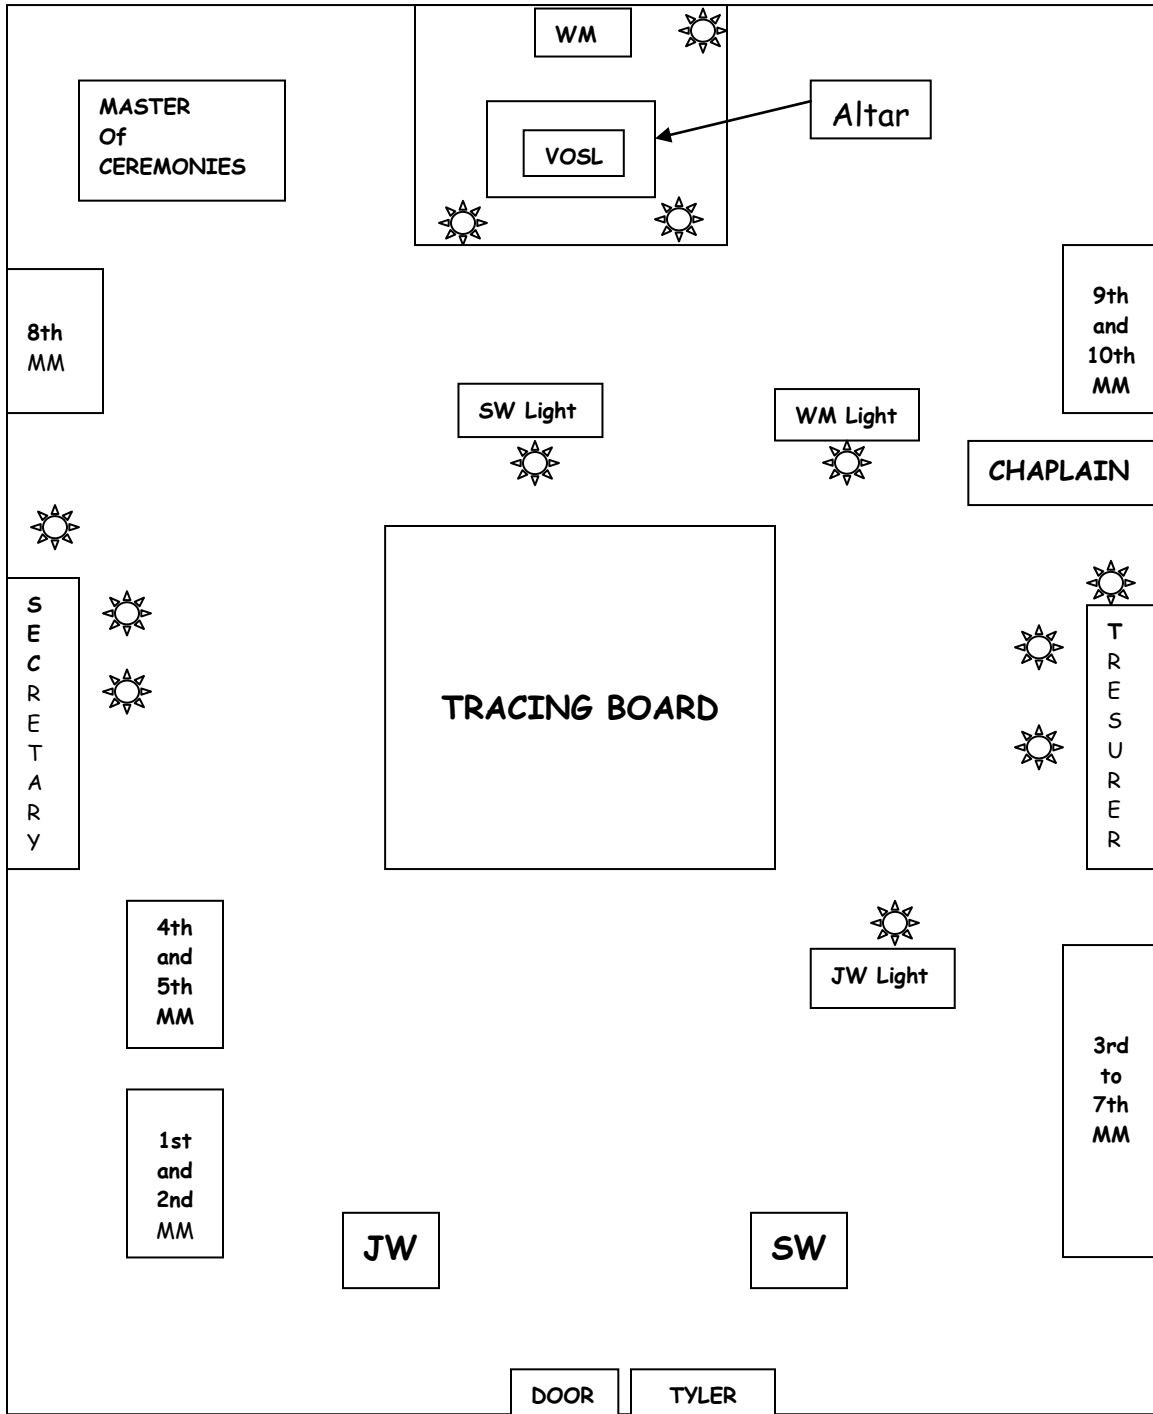 WM
MASTER
Of
CEREMONIES
Altar
VOSL
8th
MM
9th
and
10th
MM
SW Light
WM Light
CHAPLAIN
S
E
C
R
E
T
A
R
Y
TRACING BOARD
T
R
E
S
U
R
E
R
4th
and
5th
MM
JW Light
3rd
to
7th
MM
1st
and
2nd
MM
JW
SW
DOOR
TYLER